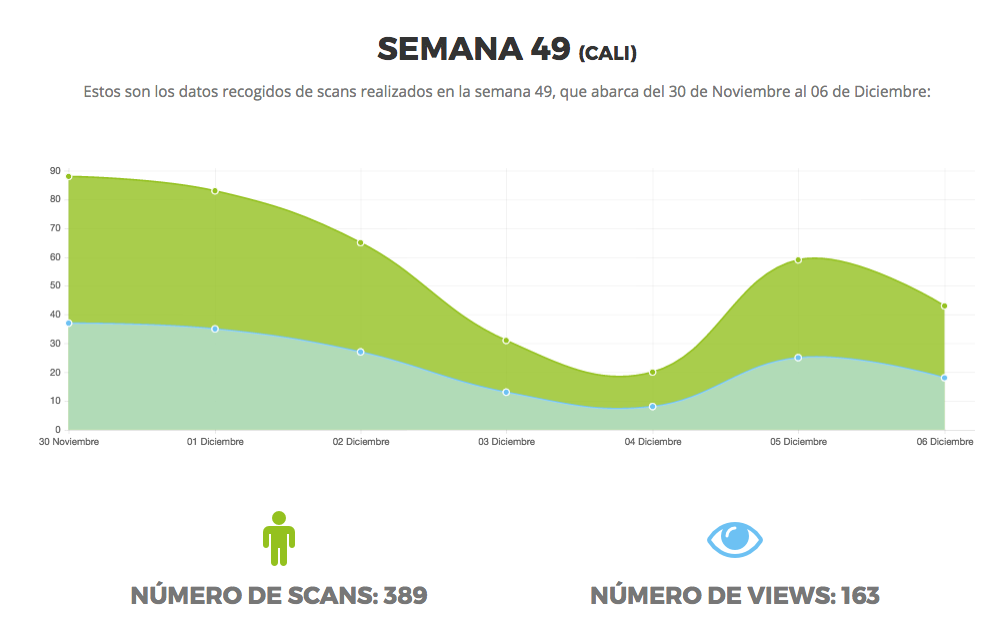 SEMANA 49 (CALI)
Estos son los datos recogidos de scans realizados en la semana 49, que abarca del 30 de Noviembre al 06 de Diciembre:
90
80
70
60
50
40
30
20
10
0
30 Noviembre 01 Diciembre 02 Diciembre 03 Diciembre 04 Diciembre 05 Diciembre 06 Diciembre
NÚMERO DE SCANS: 389 NÚMERO DE VIEWS: 163